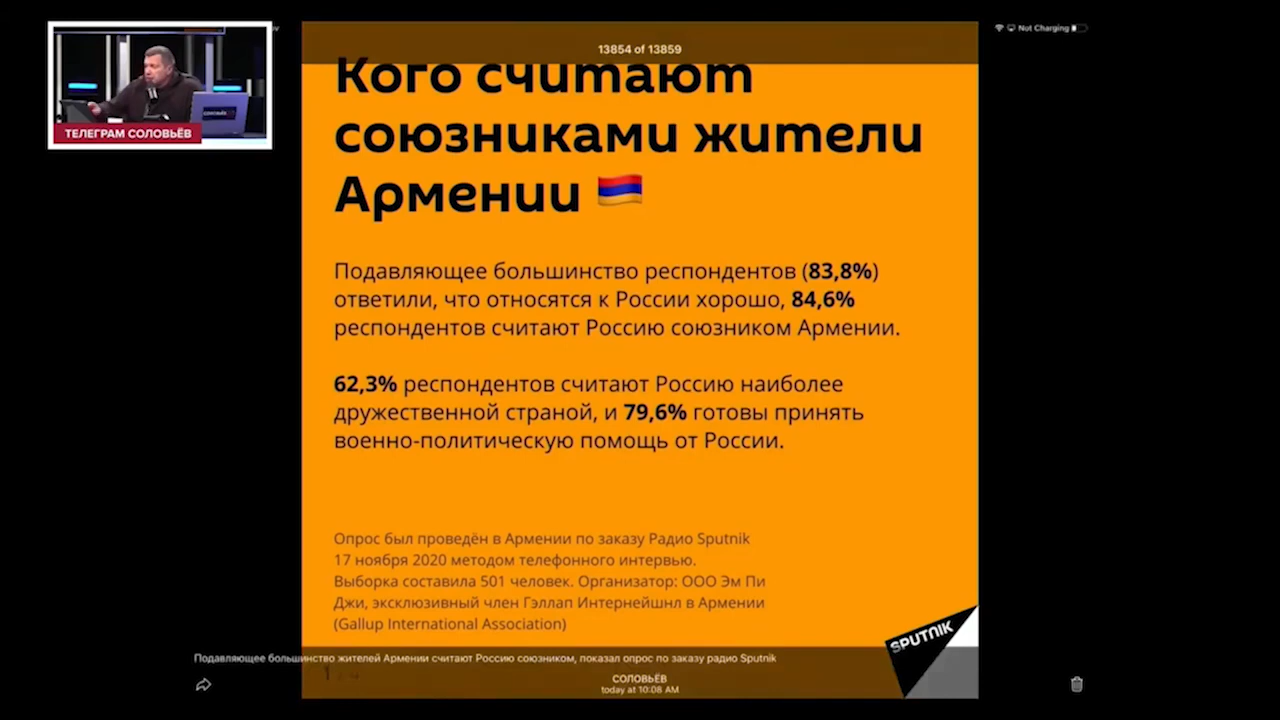 Not Charging
13854 of 13859
Кого считают
союзниками жители
Армении
ТЕЛЕГРАМ СОЛОВЬЁВ
Подавляющее большинство респондентов (83,8%)
ответили, что относятся к России хорошо, 84,6%
респондентов считают Россию союзником Армении.
62,3% респондентов считают Россию наиболее
дружественной страной, и 79,6% готовы принять
военно-политическую помощь от России.
Опрос был проведён в Армении по заказу Радио Sputnik
17 ноября 2020 методом телефонного интервью.
Выборка составила 501 человек. Организатор: ООО Эм Пи
Джи, эксклюзивный член Гэллап Интернейшнл в Армении
(Gallup International Association)
SPUTNIK
Подавляющее большинство жителей Армении считают Россию союзником, показал опрос по заказу радио Sputnik
СОЛОВЬЁВ
today at 10:08 AM